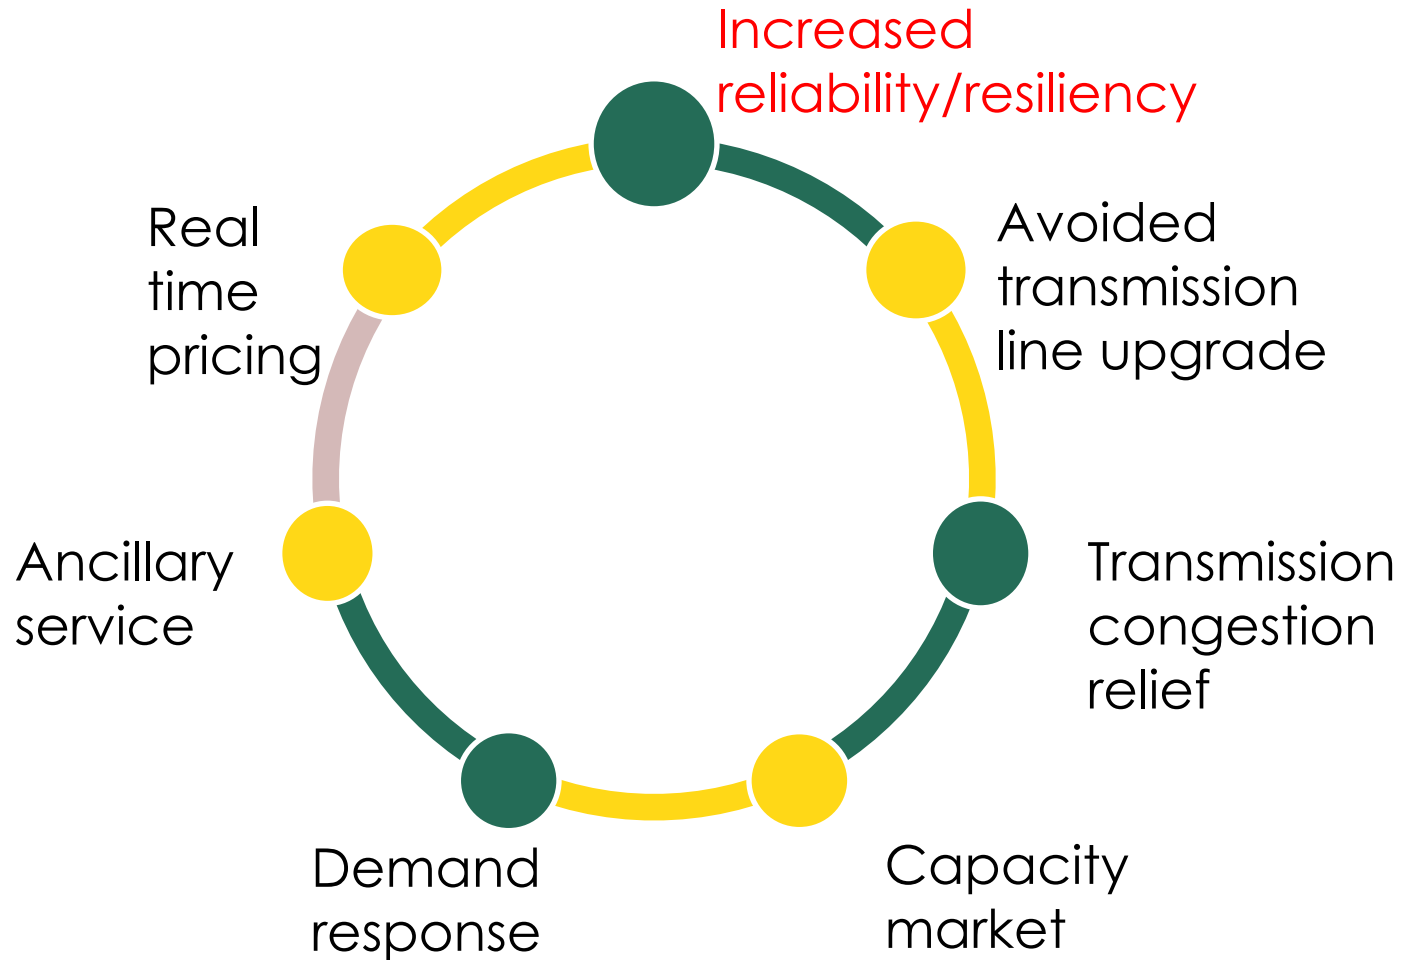 Increased
reliability/resiliency
Real
time
pricing
Avoided
transmission
line upgrade
Ancillary
service
Transmission
congestion
relief
Demand
response
Capacity
market